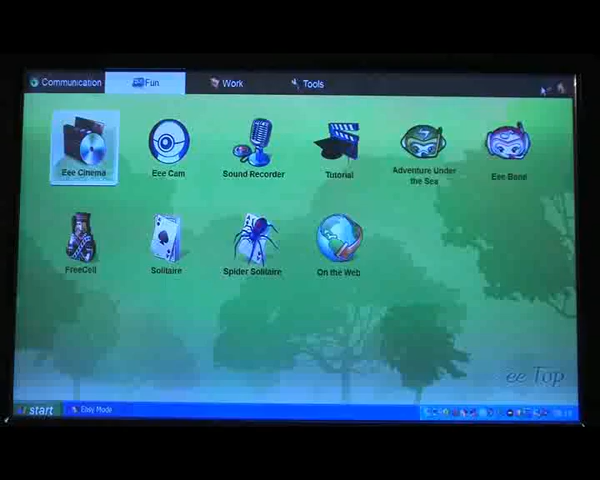 Communication
Fun
Work
Tools
Eee Cinema
Eee Cam
Sound Recorder
Tutorial
Adventure Under
the Sea
Eee Bone
FreeCell
Solitaire
Spider Solitaire
On the Web
ee Top
start
Easy Mode